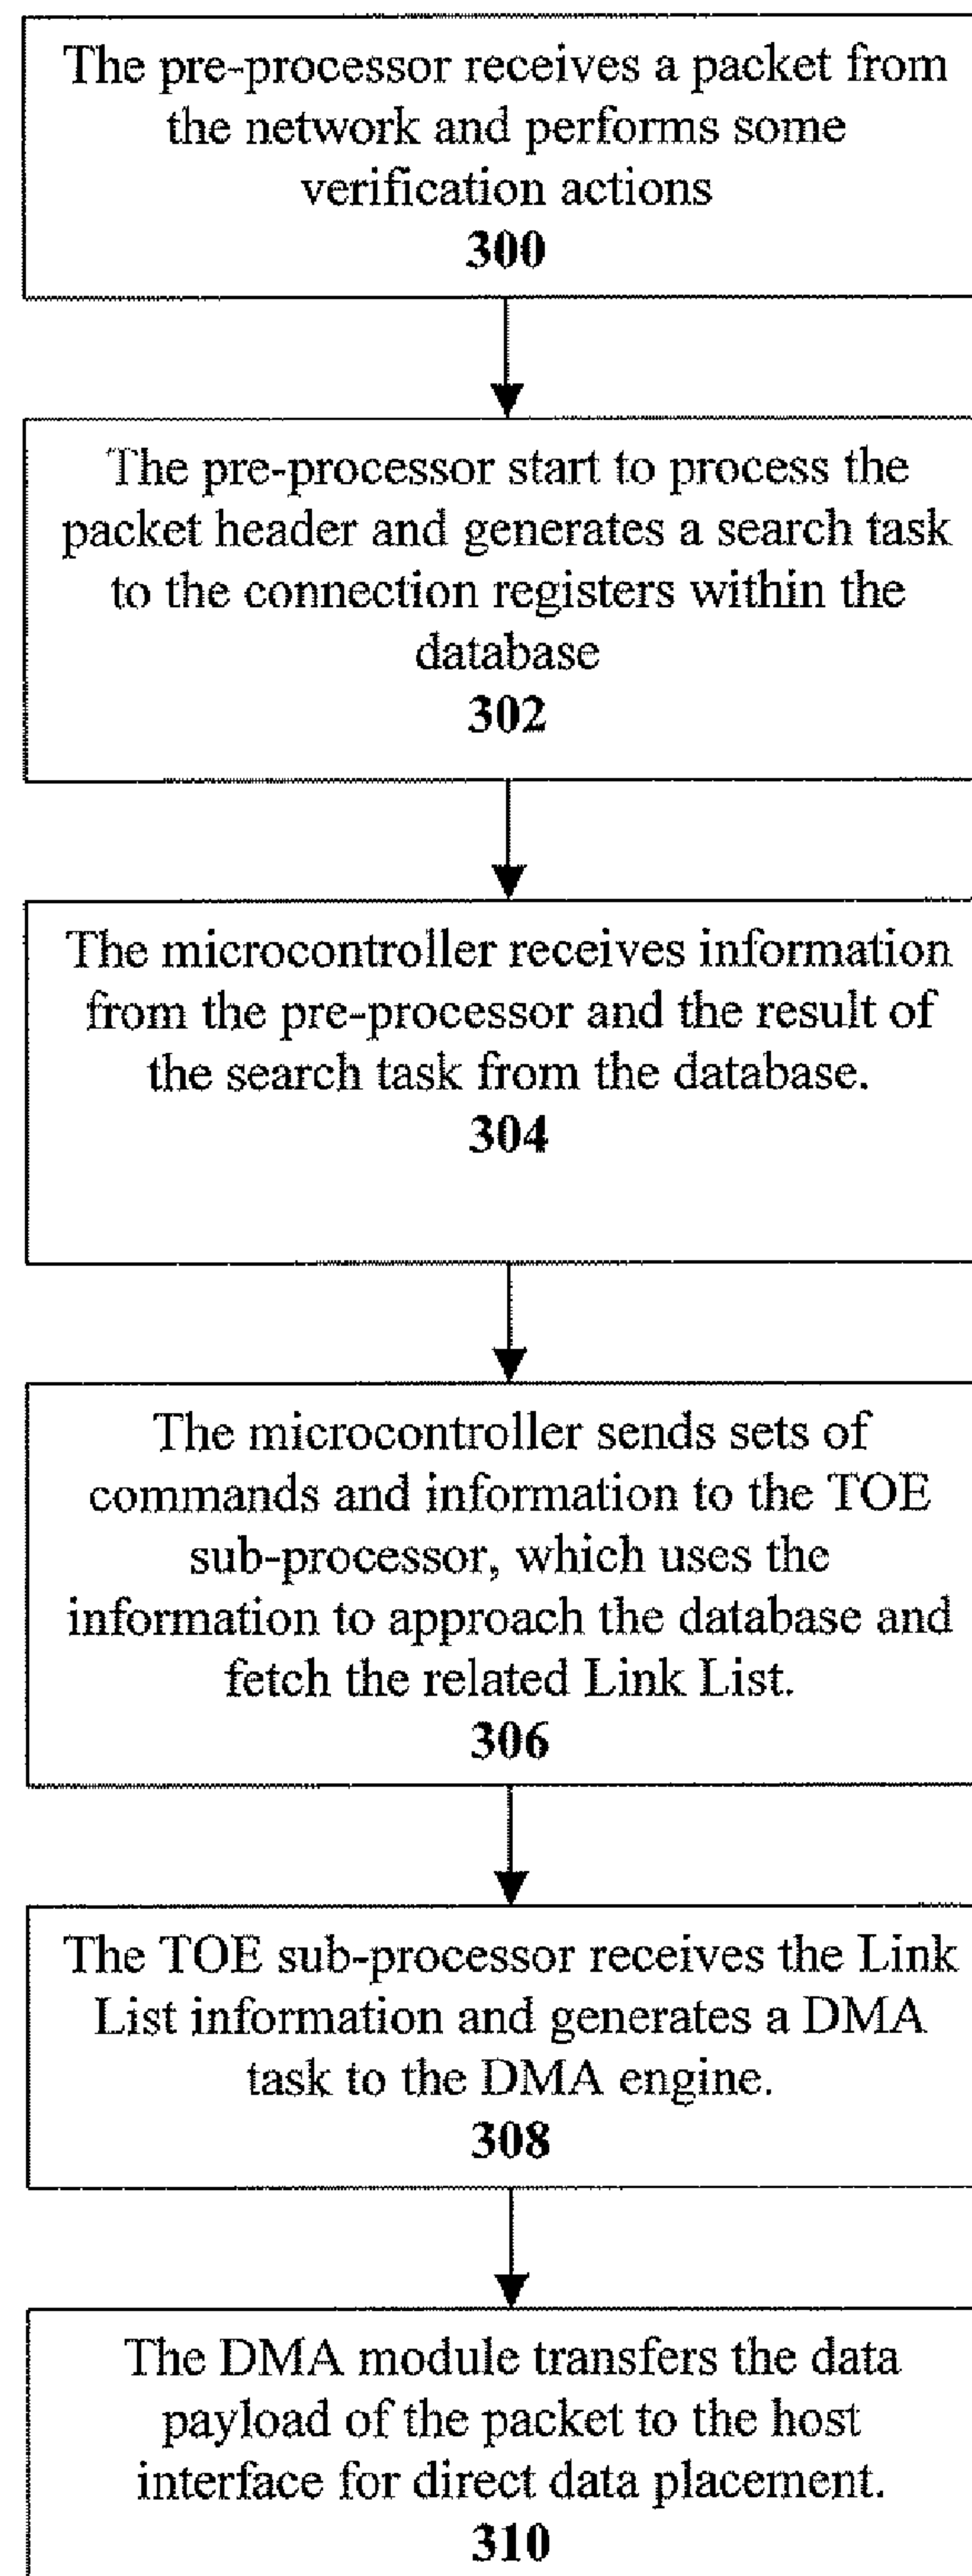 The pre-processor receives a packet from
the network and performs some
verification actions
300
The pre-processor start to process the
packet header and generates a search task
to the connection registers within the
database
302
The microcontroller receives information
from the pre-processor and the result of
the search task from the database.
304
The microcontroller sends sets of
commands and information to the TOE
sub-processor, which uses the
information to approach the database and
fetch the related Link List.
306
The TOE sub-processor receives the Link
List information and generates a DMA
task to the DMA engine.
308
The DMA module transfers the data
payload of the packet to the host
interface for direct data placement.
310